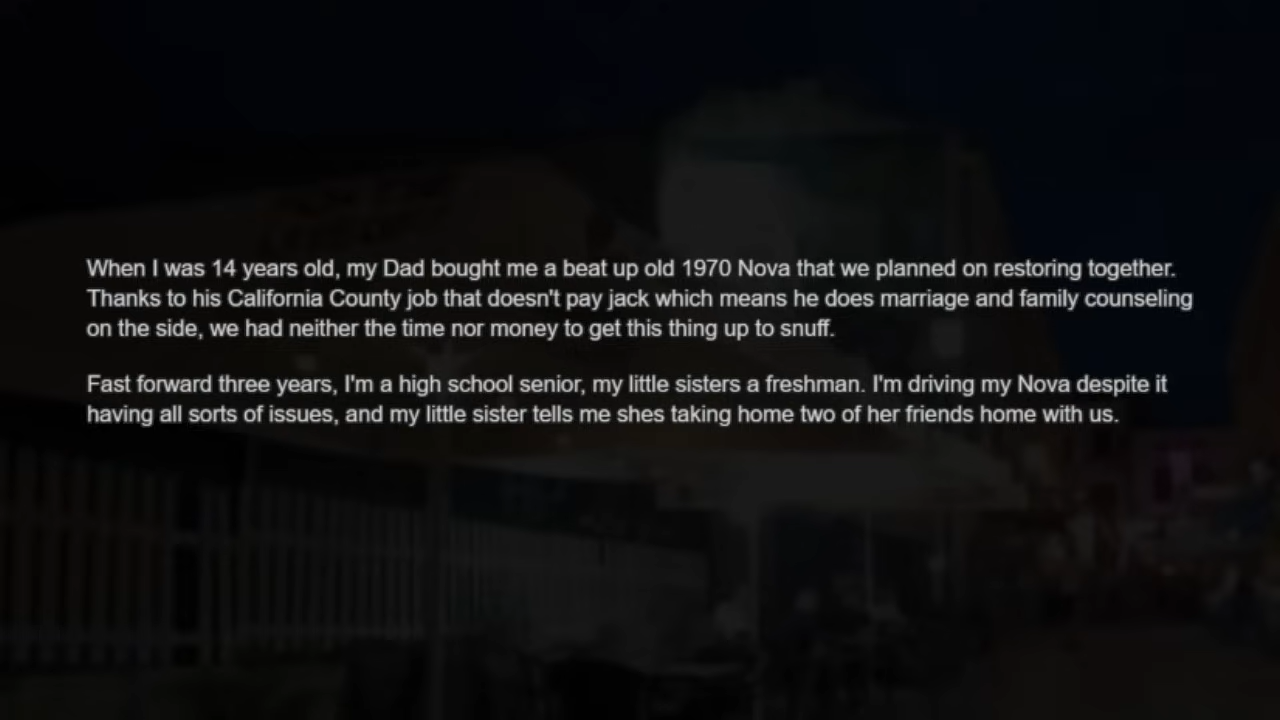 When I was 14 years old, my Dad bought me a beat up old 1970 Nova that we planned on restoring together.
Thanks to his California County job that doesn't pay jack which means he does marriage and family counseling
on the side, we had neither the time nor money to get this thing up to snuff.
Fast forward three years, I'm a high school senior, my little sisters a freshman. I'm driving my Nova despite it
having all sorts of issues, and my little sister tells me shes taking home two of her friends home with us.